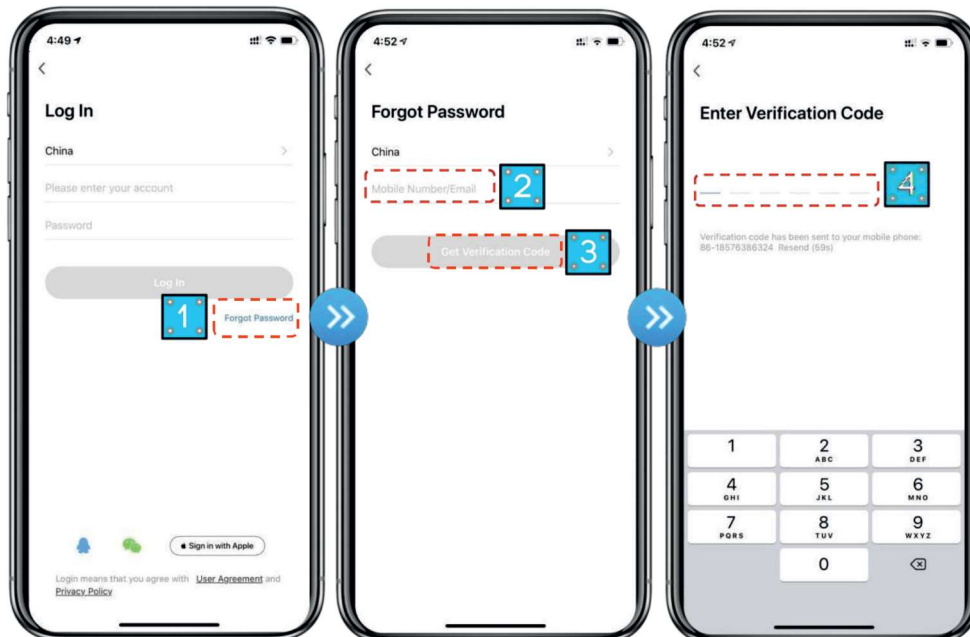 4:49
Log In
China
Please enter your account
Password
Log In
1
Forgot Password
Sign in with Apple
Login means that you agree with User Agreement and
Privacy Policy
4:52
Forgot Password
China
Mobile Number/Email
2
Get Verification Code
3
4:52
Enter Verification Code
4
Verification code has been sent to your mobile phone:
86-18576386324 Resend (59s)
1
2
ABC
3
DEF
4
GHI
5
JKL
6
MNO
7
PQRS
8
TUV
9
WXYZ
0